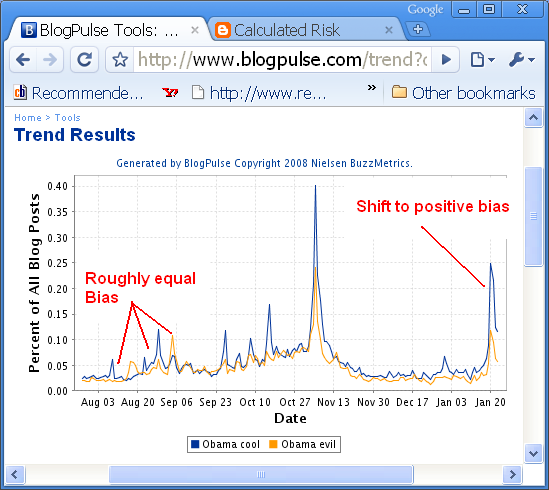 Google
BlogPulse Tools: ...
Calculated Risk
http://www.blogpulse.com/trend?c
Recommende...
http://www.re...
»
Other bookmarks
Home > Tools
Trend Results
Generated by BlogPulse Copyright 2008 Nielsen BuzzMetrics.
Percent of All Blog Posts
0.40
0.35
0.30
0.25
0.20
0.15
0.10
0.05
0.00
Shift to positive bias
Roughly equal
Bias
Aug 03 Aug 20 Sep 06 Sep 23 Oct 10 Oct 27 Nov 13 Nov 30 Dec 17 Jan 03 Jan 20
Date
Obama cool Obama evil